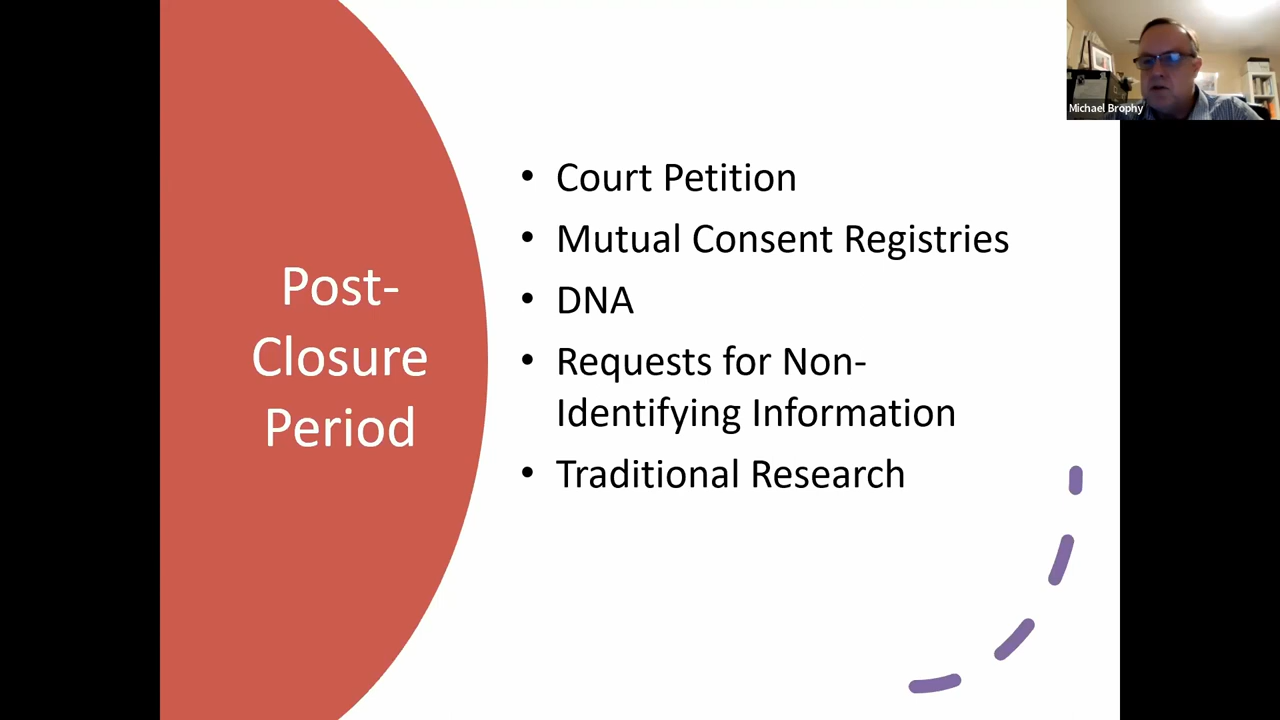 Michael Brophy
Post-
Closure
Period
• Court Petition
• Mutual Consent Registries
• DNA
• Requests for Non-
Identifying Information
• Traditional Research